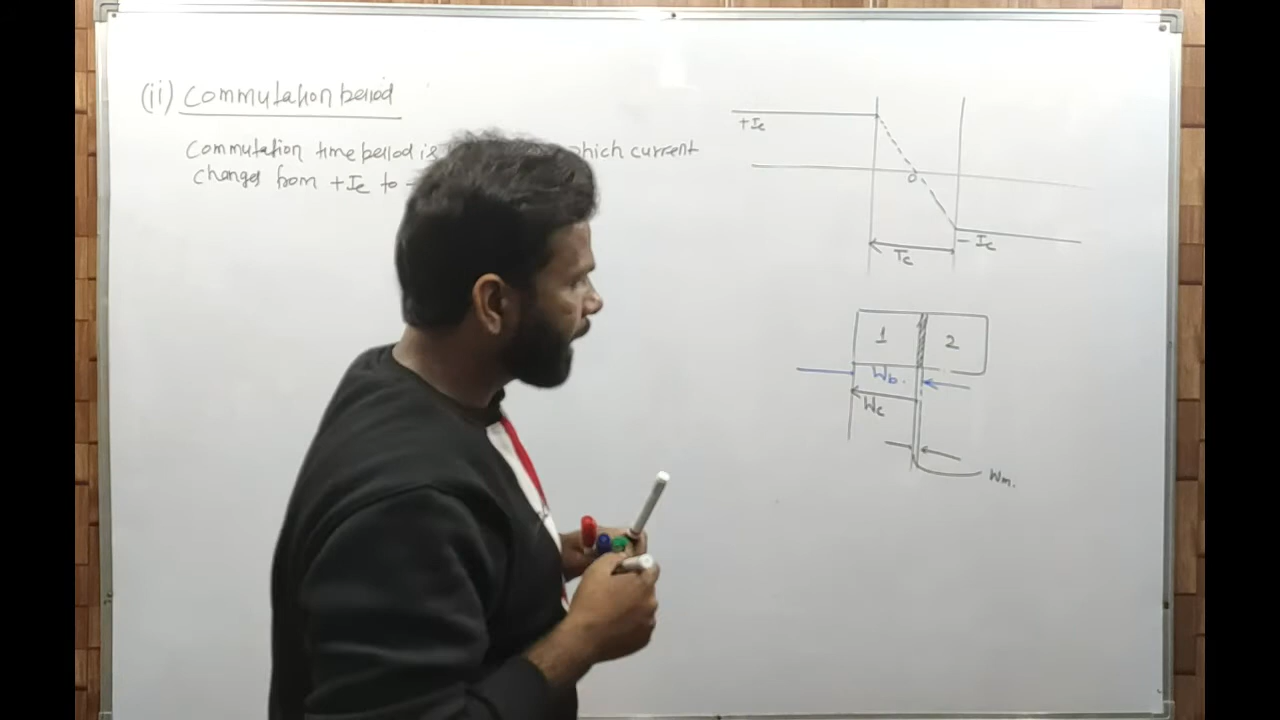 (ii) Commutation period
Commutation time period is which current
changes from +Ic to -
+Ic
0
- Ic
Tc
1 2
Wb.
Wc
Wm.